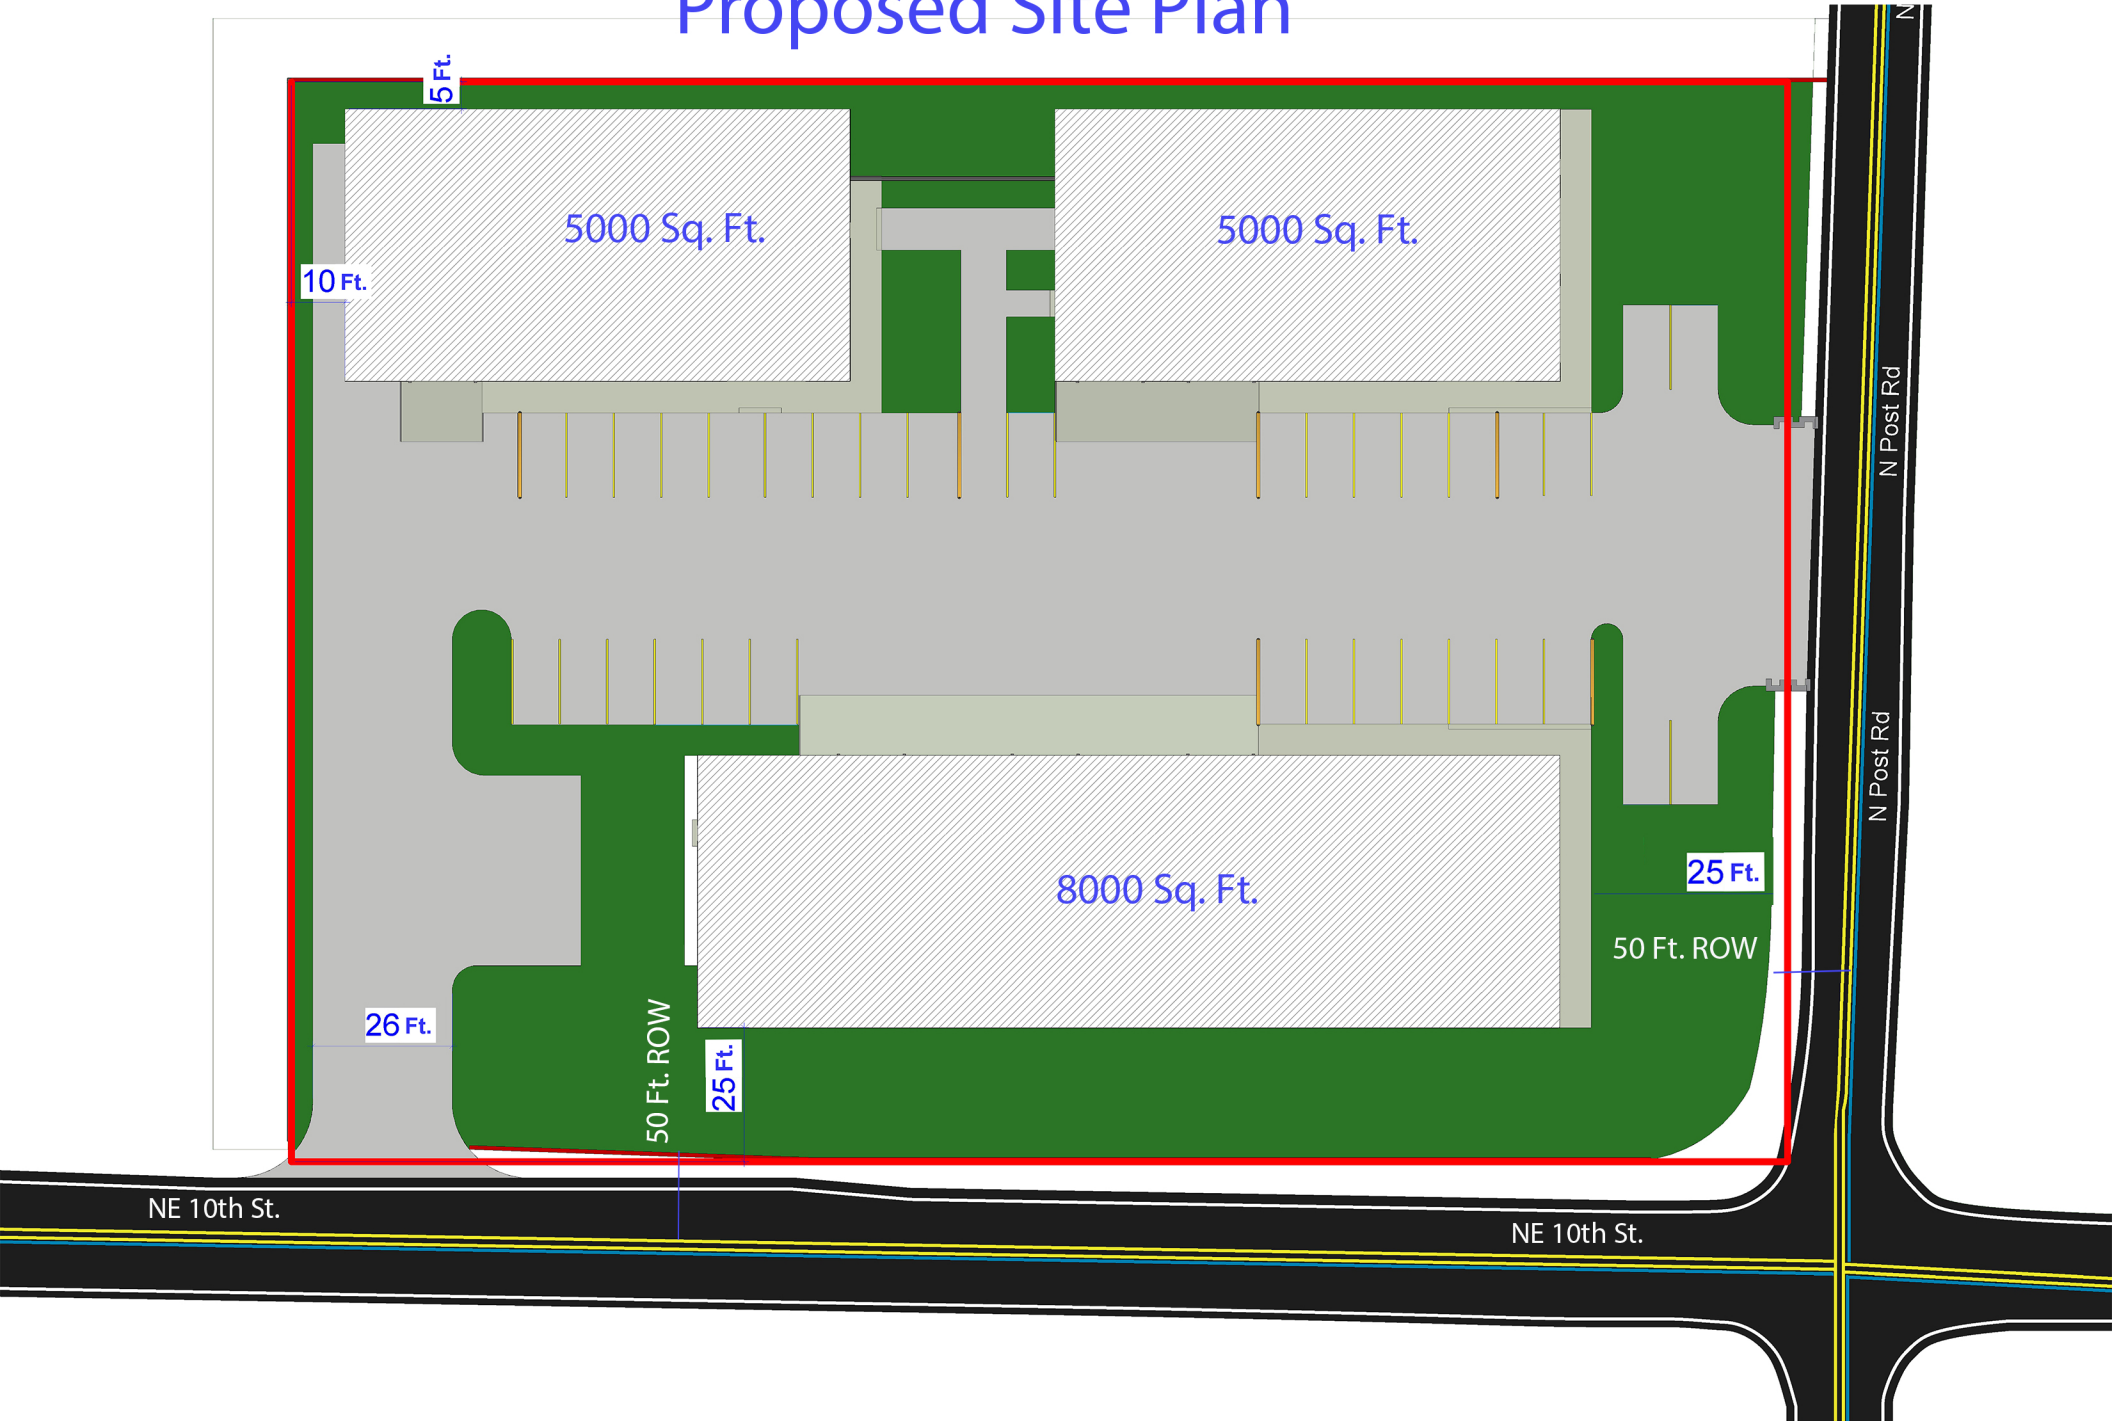 Proposed Site Plan
N
5 Ft.
5000 Sq. Ft.
5000 Sq. Ft.
10 Ft.
N Post Rd
N Post Rd
25 Ft.
8000 Sq. Ft.
50 Ft. ROW
26 Ft.
50 Ft. ROW
25 Ft.
NE 10th St.
NE 10th St.